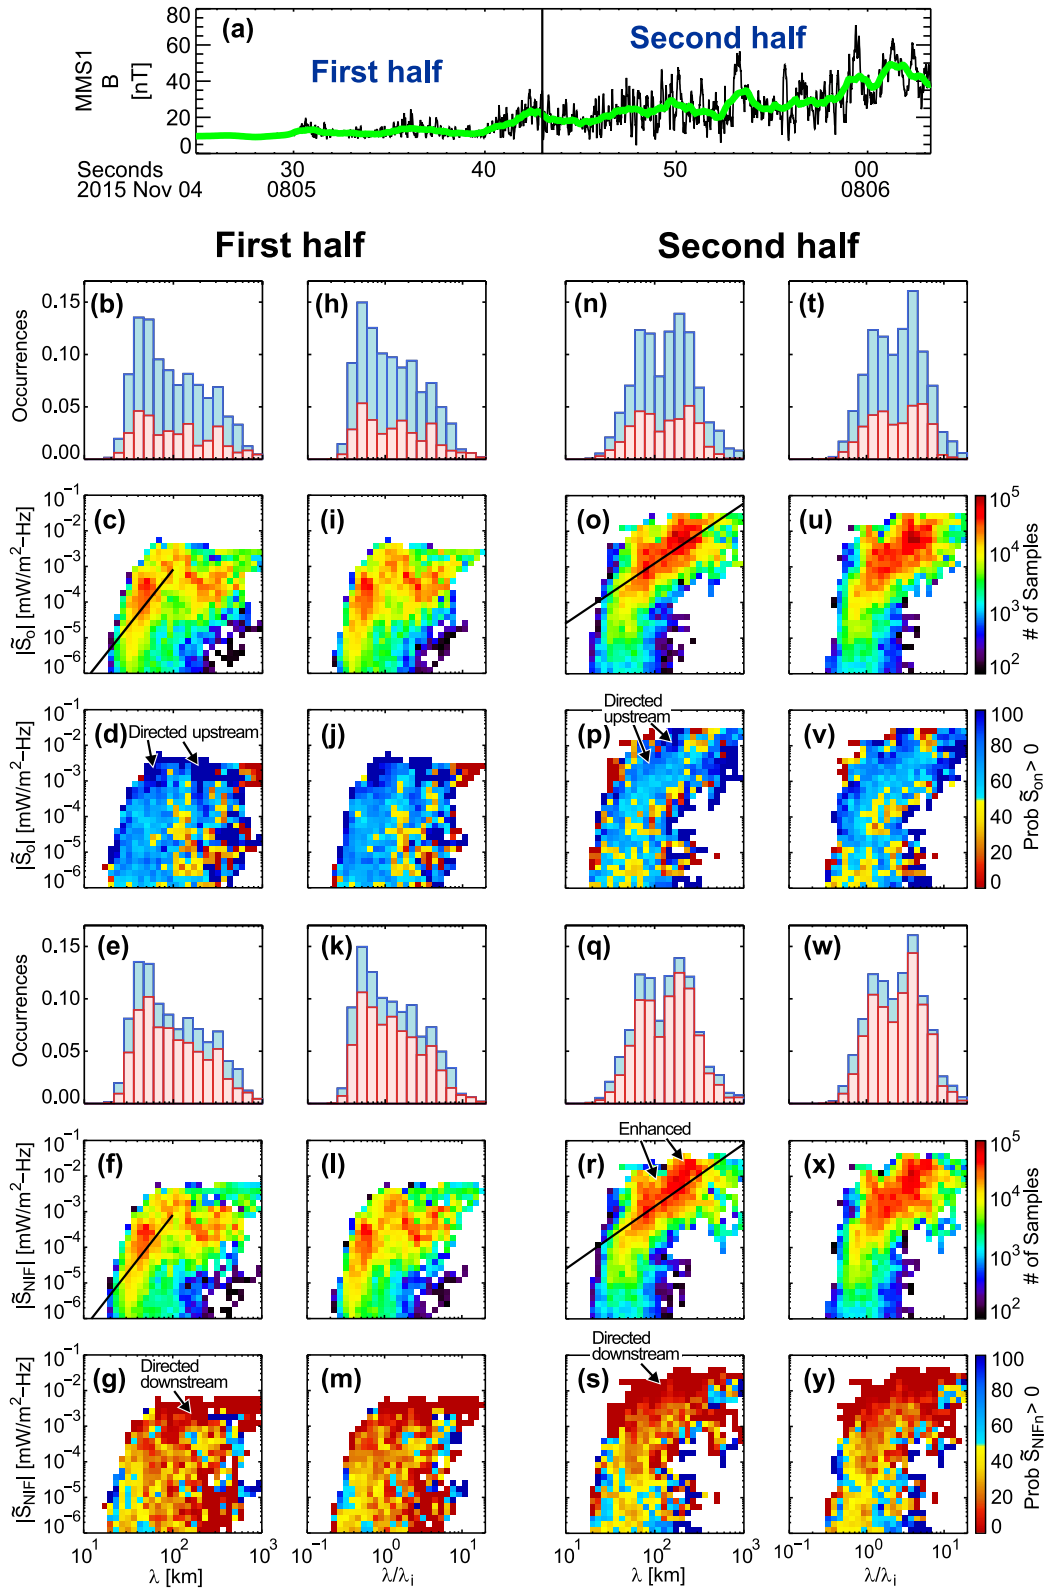 (a)
First half
Second half
MMS1
B
[nT]
80
60
40
20
0
Seconds
2015 Nov 04
30
0805
40
50
00
0806
First half
Second half
(b) (h) (n) (t)
Occurrences
0.15
0.10
0.05
0.00
(c) (i) (o) (u)
|S̃o| [mW/m²−Hz]
10⁻¹
10⁻²
10⁻³
10⁻⁴
10⁻⁵
10⁻⁶
10⁵
10⁴
10³
10²
# of Samples
(d) Directed upstream (j) (p) Directed upstream (v)
|S̃o| [mW/m²−Hz]
10⁻¹
10⁻²
10⁻³
10⁻⁴
10⁻⁵
10⁻⁶
100
80
60
40
20
0
Prob S̃on > 0
(e) (k) (q) (w)
Occurrences
0.15
0.10
0.05
0.00
(f) (l) (r) Enhanced (x)
|S̃NIF| [mW/m²−Hz]
10⁻¹
10⁻²
10⁻³
10⁻⁴
10⁻⁵
10⁻⁶
10⁵
10⁴
10³
10²
# of Samples
(g) Directed downstream (m) (s) Directed downstream (y)
|S̃NIF| [mW/m²−Hz]
10⁻¹
10⁻²
10⁻³
10⁻⁴
10⁻⁵
10⁻⁶
100
80
60
40
20
0
Prob S̃NIFn > 0
10¹ 10² 10³ 10⁰ 10¹ 10¹ 10² 10³ 10⁰ 10¹
λ [km] λ/λi λ [km] λ/λi